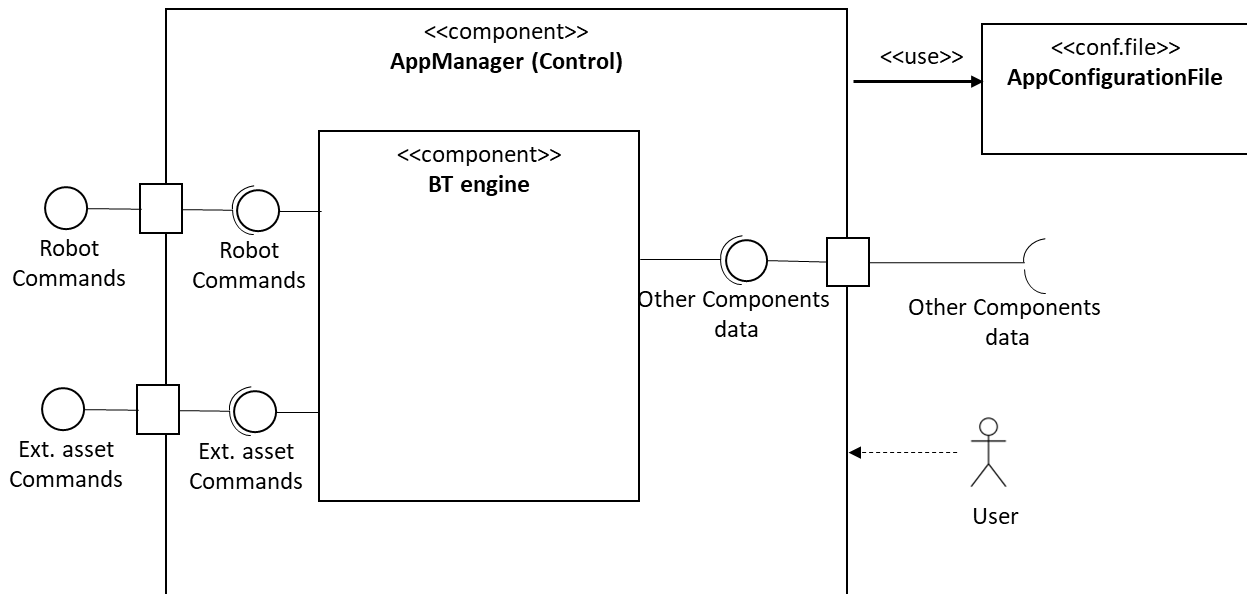 <<component>>
AppManager (Control)
<<use>>
<<conf.file>>
AppConfigurationFile
<<component>>
BT engine
Robot
Commands
Robot
Commands
Other Components
data
Other Components
data
Ext. asset
Commands
Ext. asset
Commands
User